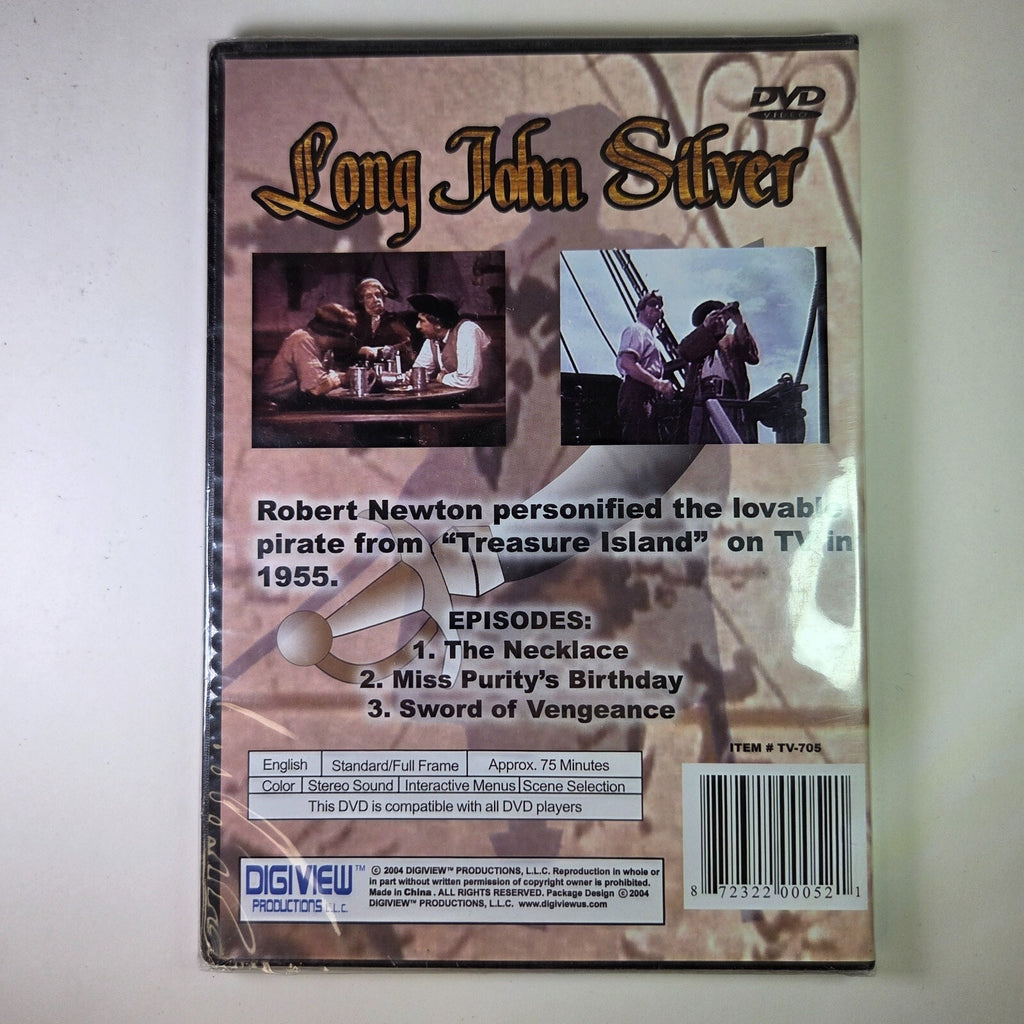 DVD
VIDEO
Long John Silver
Robert Newton personified the lovable
pirate from “Treasure Island” on TV in
1955.
EPISODES:
1. The Necklace
2. Miss Purity's Birthday
3. Sword of Vengeance
ITEM # TV-705
English Standard/Full Frame Approx. 75 Minutes
Color Stereo Sound Interactive Menus Scene Selection
This DVD is compatible with all DVD players
DIGIVIEW™
PRODUCTIONS L.L.C.
© 2004 DIGIVIEW™ PRODUCTIONS, L.L.C. Reproduction in whole or
in part without written permission of copyright owner is prohibited.
Made in China. ALL RIGHTS RESERVED. Package Design © 2004
DIGIVIEW™ PRODUCTIONS, L.L.C. www.digiviewus.com
8 72322 00052 1